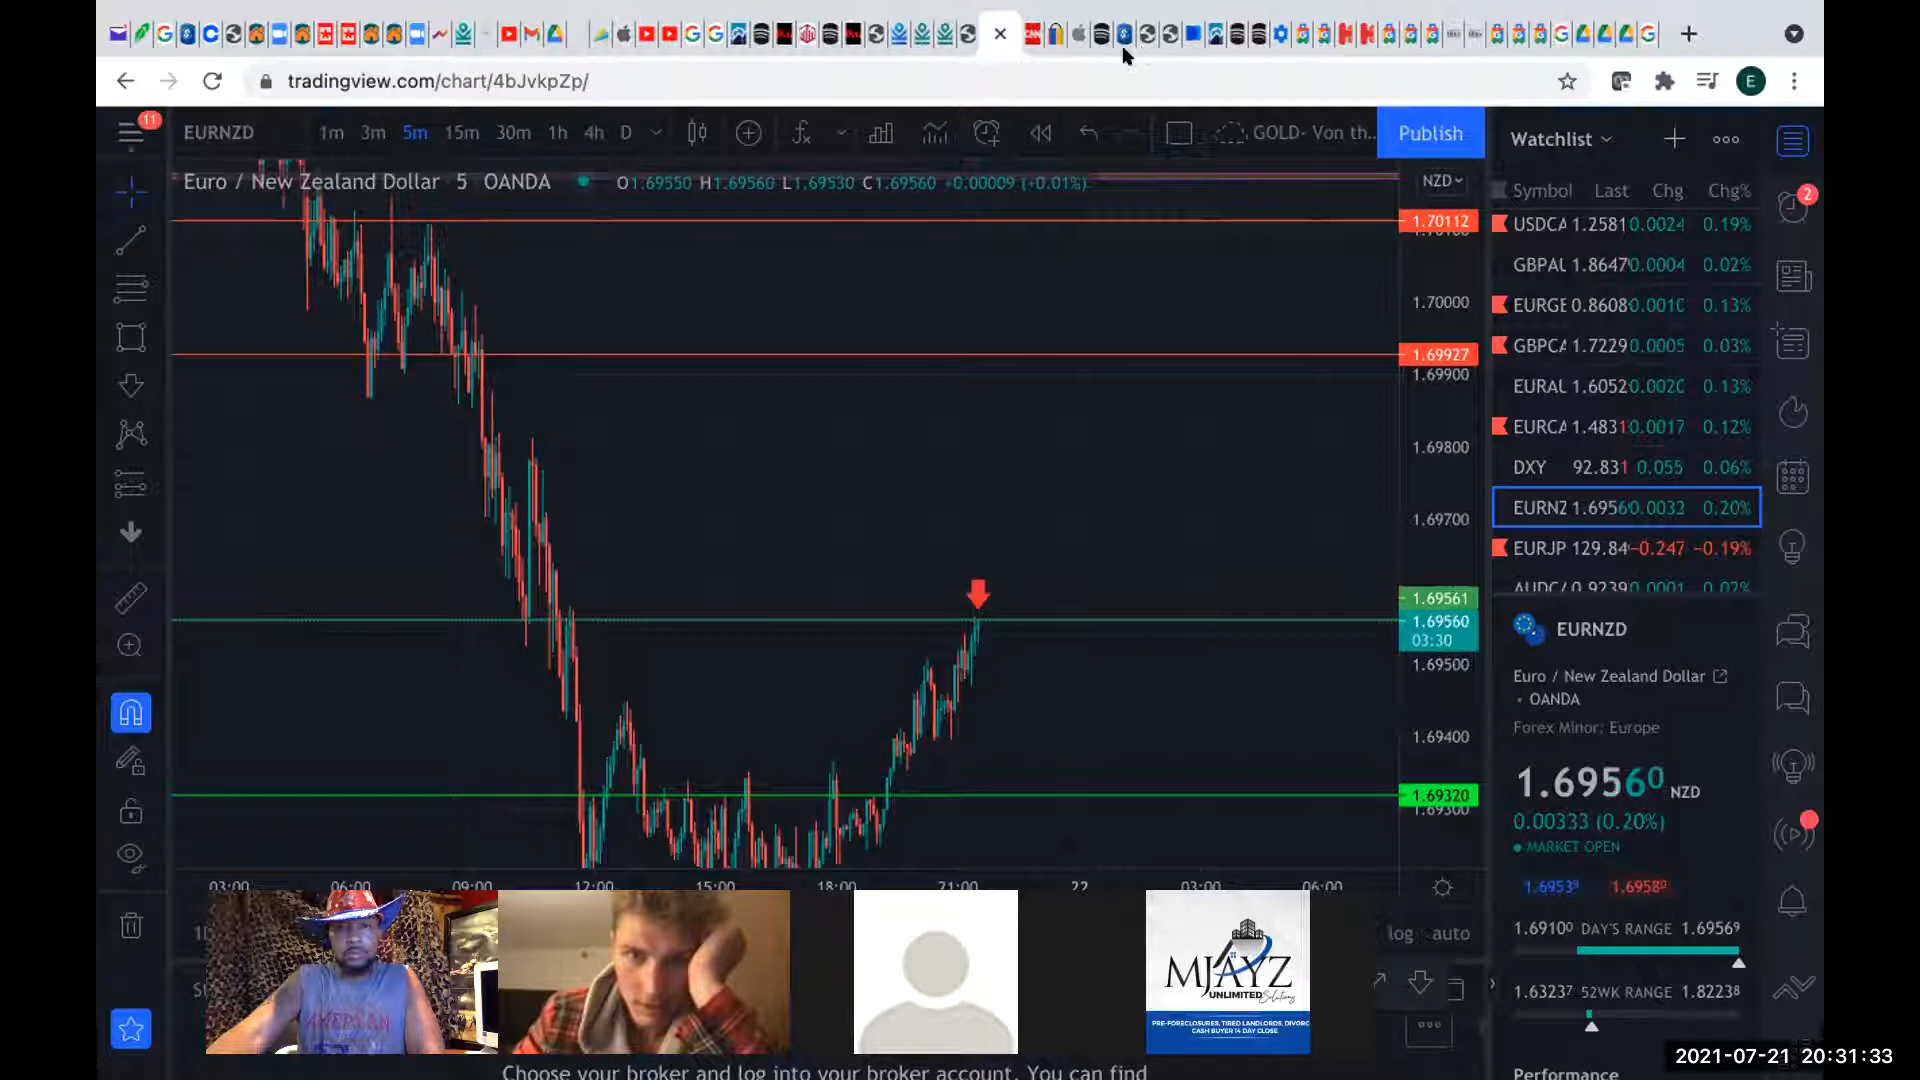 tradingview.com/chart/4bJvkpZp/
E
11
EURNZD
1m 3m 5m 15m 30m 1h 4h D
GOLD- Von th..
Publish
Watchlist
Euro / New Zealand Dollar 5 OANDA
O1.69550 H1.69560 L1.69530 C1.69560 +0.00009 (+0.01%)
NZD
Symbol Last Chg Chg%
2
USDCA 1.2581 0.0024 0.19%
GBPAU 1.8647 0.0004 0.02%
EURGB 0.8608 0.0010 0.13%
GBPCA 1.7229 0.0005 0.03%
EURAU 1.6052 0.0020 0.13%
EURCA 1.4831 0.0017 0.12%
DXY 92.831 0.055 0.06%
EURNZ 1.6956 0.0033 0.20%
EURJP 129.84 −0.247 −0.19%
AUDCA 0.9239 0.0001 0.02%
1.70112
1.70000
1.69927
1.69900
1.69800
1.69700
1.69561
1.69560
03:30
1.69500
1.69400
1.69320
1.69300
EURNZD
Euro / New Zealand Dollar
• OANDA
Forex Minor: Europe
1.69560 NZD
0.00333 (0.20%)
MARKET OPEN
1.69539 1.69580
1.69100 DAY'S RANGE 1.69569
1.63237 52WK RANGE 1.82238
Performance
03:00 06:00 09:00 12:00 15:00 18:00 21:00 22 03:00 06:00
log auto
AMERICAN
MJAYZ
UNLIMITED Solutions
PRE-FORECLOSURES, TIRED LANDLORDS, DIVORC
CASH BUYER 14 DAY CLOSE
Choose your broker and log into your broker account. You can find
2021-07-21 20:31:33